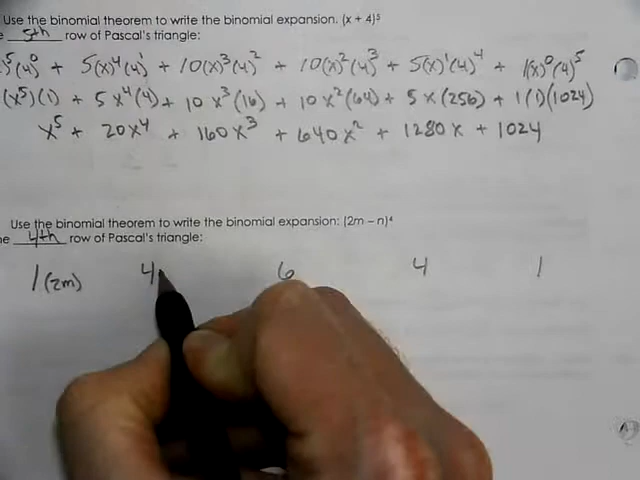 Use the binomial theorem to write the binomial expansion. (x + 4)⁵
5th row of Pascal's triangle:
)⁵(4)⁰ + 5(x)⁴(4)¹ + 10(x)³(4)² + 10(x)²(4)³ + 5(x)¹(4)⁴ + 1(x)⁰(4)⁵
(x⁵)(1) + 5x⁴(4) + 10x³(16) + 10x²(64) + 5x(256) + 1(1)(1024)
x⁵ + 20x⁴ + 160x³ + 640x² + 1280x + 1024
Use the binomial theorem to write the binomial expansion: (2m – n)⁴
4th row of Pascal's triangle:
1(2m) 4 6 4 1